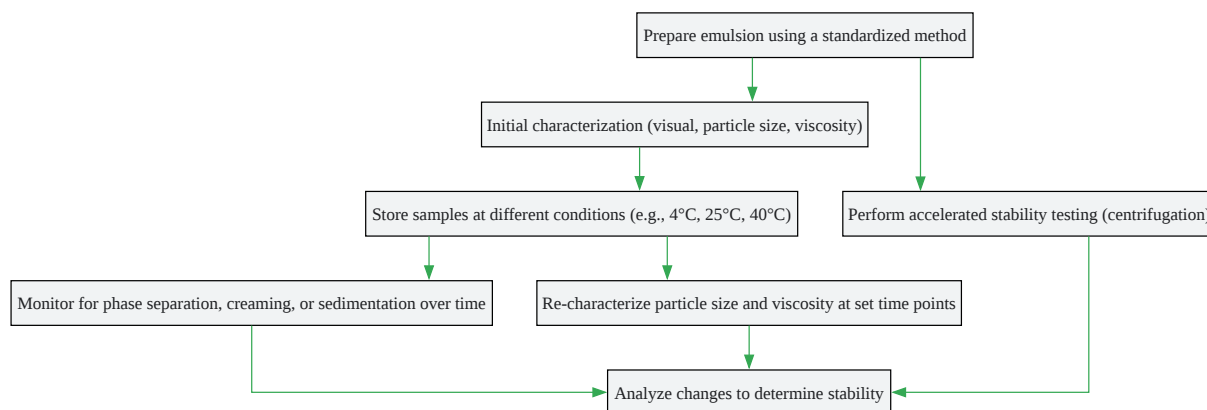 Prepare emulsion using a standardized method
Initial characterization (visual, particle size, viscosity)
Store samples at different conditions (e.g., 4°C, 25°C, 40°C)
Perform accelerated stability testing (centrifugation)
Monitor for phase separation, creaming, or sedimentation over time
Re-characterize particle size and viscosity at set time points
Analyze changes to determine stability